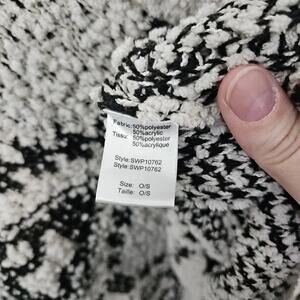 Fabric: 50%polyester
50%acrylic
Tissu: 50%polyester
50%acrylique
Style:SWP10762
Style:SWP10762
Size: O/S
Taille: O/S